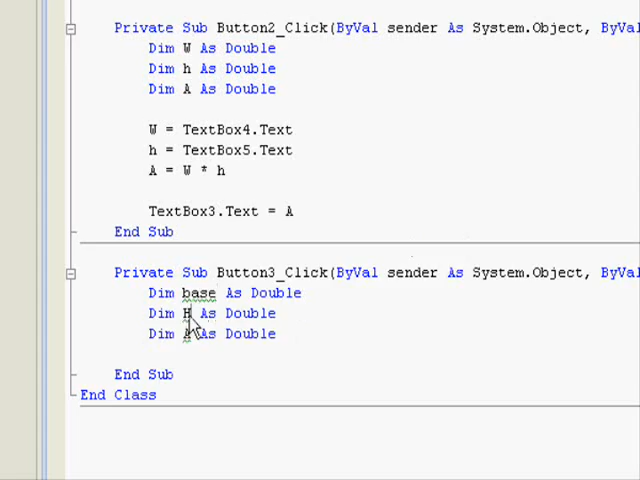 Private Sub Button2_Click(ByVal sender As System.Object, ByVal
Dim W As Double
Dim h As Double
Dim A As Double
W = TextBox4.Text
h = TextBox5.Text
A = W * h
TextBox3.Text = A
End Sub
Private Sub Button3_Click(ByVal sender As System.Object, ByVal
Dim base As Double
Dim H As Double
Dim A As Double
End Sub
End Class